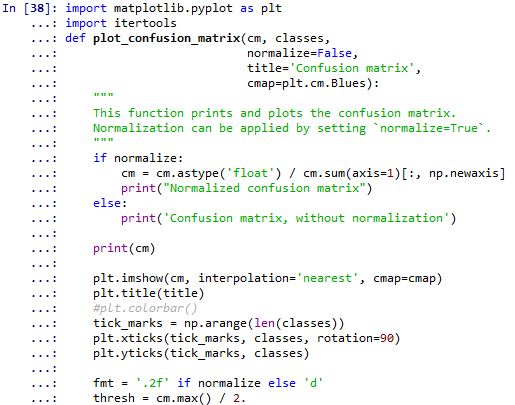 In [38]: import matplotlib.pyplot as plt
    ...: import itertools
    ...: def plot_confusion_matrix(cm, classes,
    ...:                           normalize=False,
    ...:                           title='Confusion matrix',
    ...:                           cmap=plt.cm.Blues):
    ...:     """
    ...:     This function prints and plots the confusion matrix.
    ...:     Normalization can be applied by setting `normalize=True`.
    ...:     """
    ...:     if normalize:
    ...:         cm = cm.astype('float') / cm.sum(axis=1)[:, np.newaxis]
    ...:         print("Normalized confusion matrix")
    ...:     else:
    ...:         print('Confusion matrix, without normalization')
    ...:
    ...:     print(cm)
    ...:
    ...:     plt.imshow(cm, interpolation='nearest', cmap=cmap)
    ...:     plt.title(title)
    ...:     #plt.colorbar()
    ...:     tick_marks = np.arange(len(classes))
    ...:     plt.xticks(tick_marks, classes, rotation=90)
    ...:     plt.yticks(tick_marks, classes)
    ...:
    ...:     fmt = '.2f' if normalize else 'd'
    ...:     thresh = cm.max() / 2.